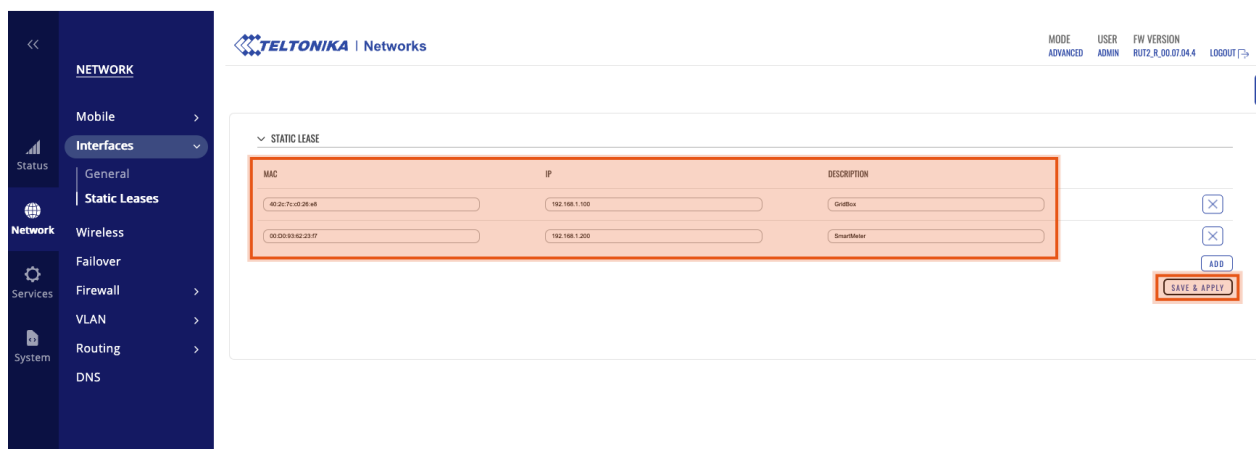 TELTONIKA | Networks
MODE USER FW VERSION
ADVANCED ADMIN RUT2_R_00.07.04.4 LOGOUT
NETWORK
Mobile
Interfaces
General
Static Leases
Wireless
Failover
Firewall
VLAN
Routing
DNS
Status
Network
Services
System
STATIC LEASE
MAC IP DESCRIPTION
40:2c:7c:c0:26:e6 192.168.1.100 GridBox
00:D0:93:62:23:f7 192.168.1.200 SmartMeter
ADD
SAVE & APPLY